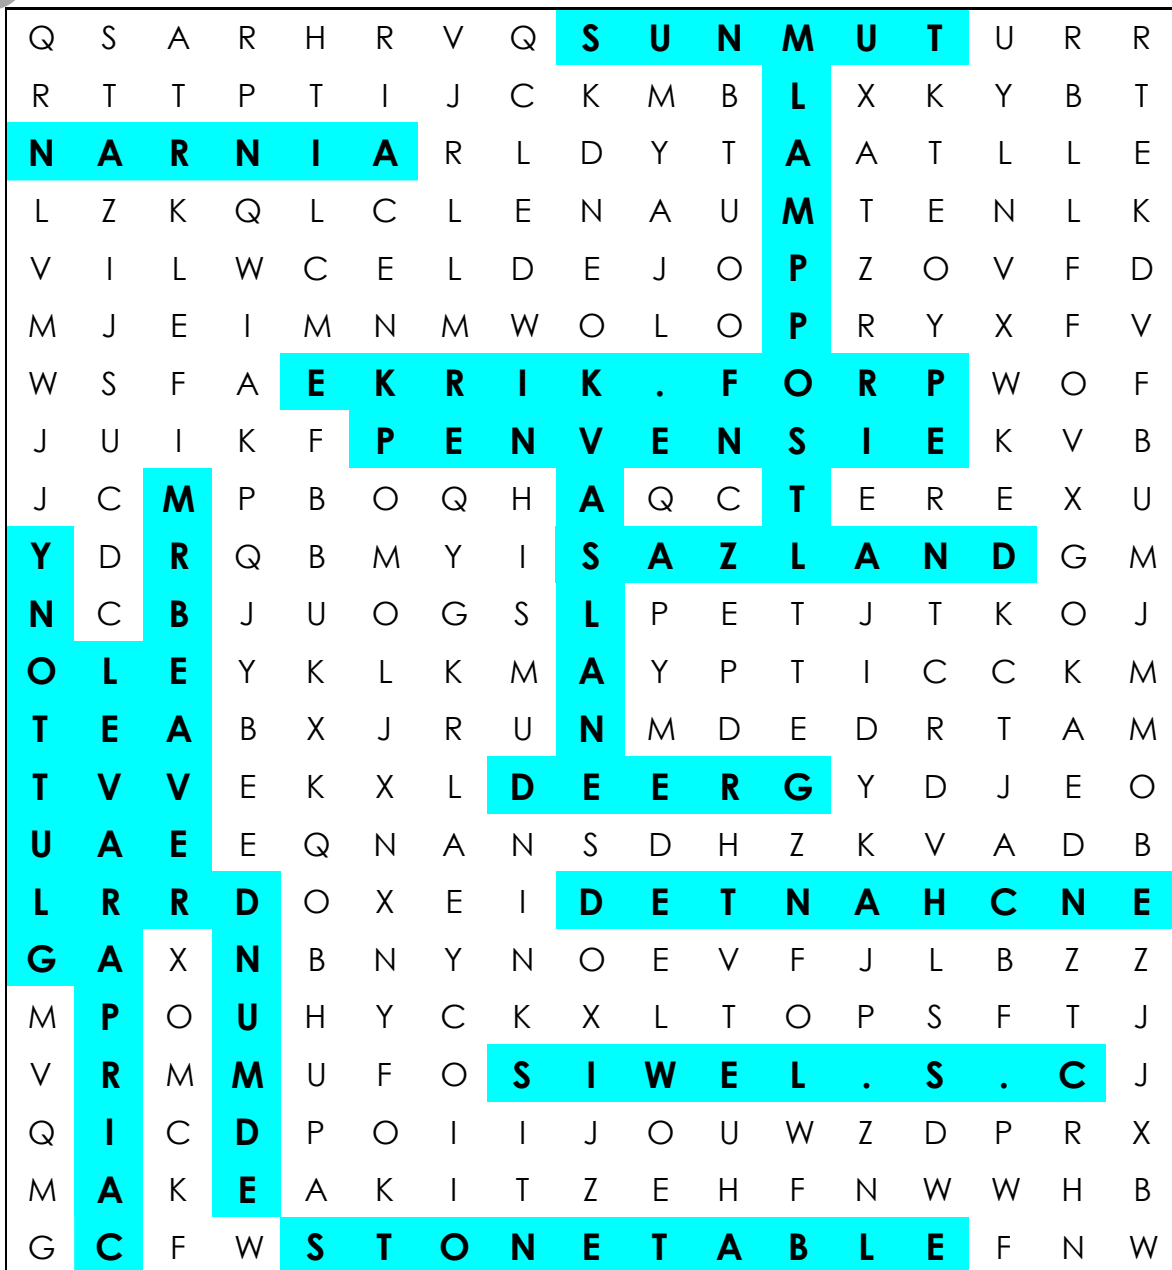 Q S A R H R V Q S U N M U T U R R
R T T P T I J C K M B L X K Y B T
N A R N I A R L D Y T A A T L L E
L Z K Q L C L E N A U M T E N L K
V I L W C E L D E J O P Z O V F D
M J E I M N M W O L O P R Y X F V
W S F A E K R I K . F O R P W O F
J U I K F P E N V E N S I E K V B
J C M P B O Q H A Q C T E R E X U
Y D R Q B M Y I S A Z L A N D G M
N C B J U O G S L P E T J T K O J
O L E Y K L K M A Y P T I C C K M
T E A B X J R U N M D E D R T A M
T V V E K X L D E E R G Y D J E O
U A E E Q N A N S D H Z K V A D B
L R R D O X E I D E T N A H C N E
G A X N B N Y N O E V F J L B Z Z
M P O U H Y C K X L T O P S F T J
V R M M U F O S I W E L . S . C J
Q I C D P O I I J O U W Z D P R X
M A K E A K I T Z E H F N W W H B
G C F W S T O N E T A B L E F N W